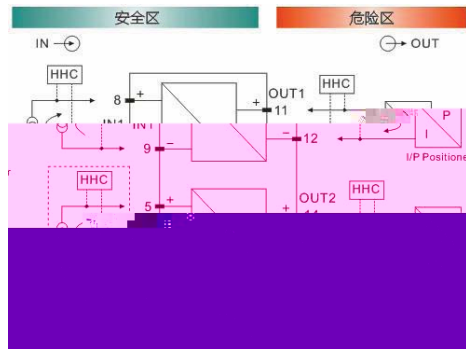 安全区 危险区
IN OUT
HHC HHC
8 + + OUT1
11
IN1 P
I
9 − − 12
I/P Positione
HHC HHC
5 + + OUT2